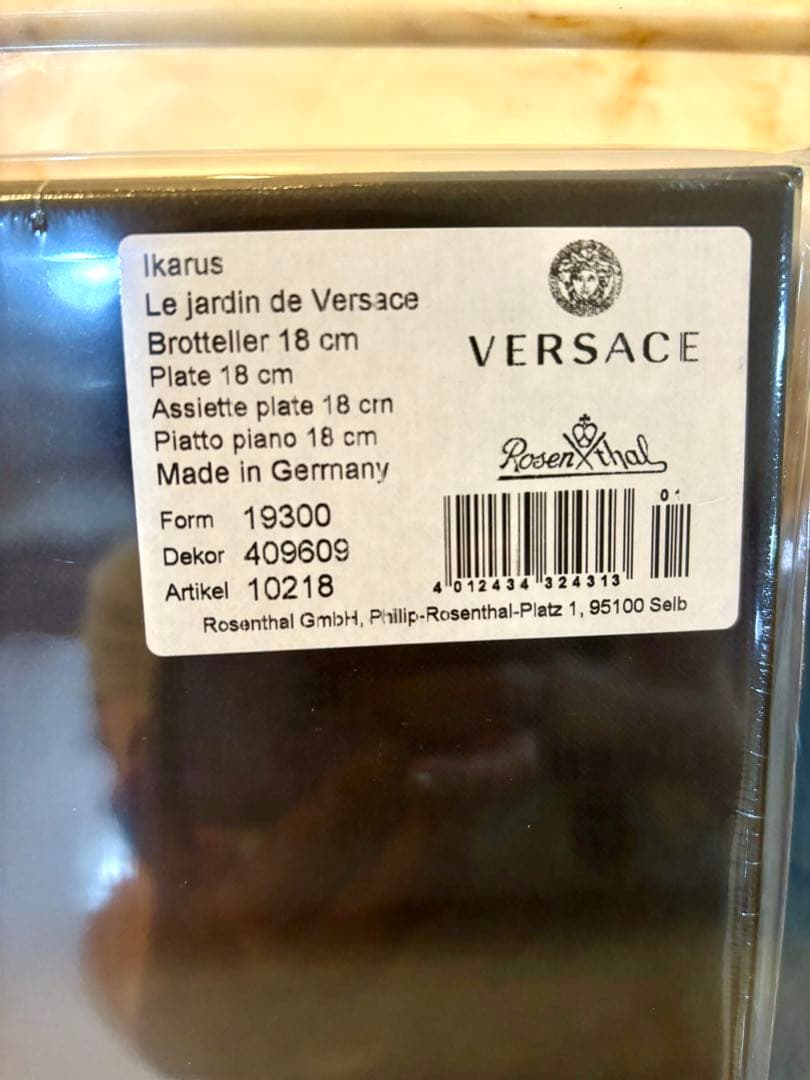 Ikarus
Le jardin de Versace
Brotteller 18 cm
Plate 18 cm
Assiette plate 18 cm
Piatto piano 18 cm
Made in Germany
Form 19300
Dekor 409609
Artikel 10218
VERSACE
Rosenthal
01
4 012434 324313
Rosenthal GmbH, Philip-Rosenthal-Platz 1, 95100 Selb